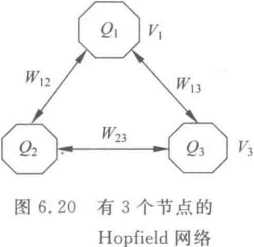 Q₁ V₁
W₁₂ W₁₃
W₂₃
Q₂ Q₃ V₃
图 6.20 有 3 个节点的
Hopfield 网络